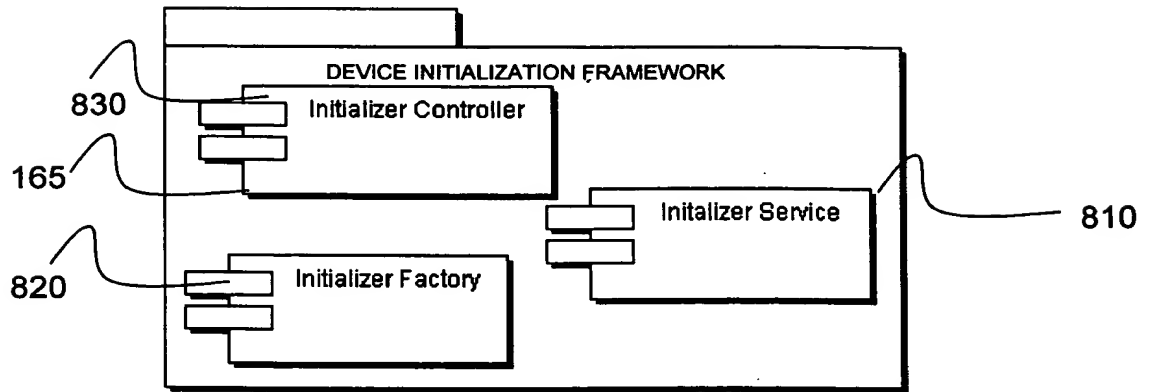 DEVICE INITIALIZATION FRAMEWORK
830
Initializer Controller
165
Initalizer Service
810
820
Initializer Factory